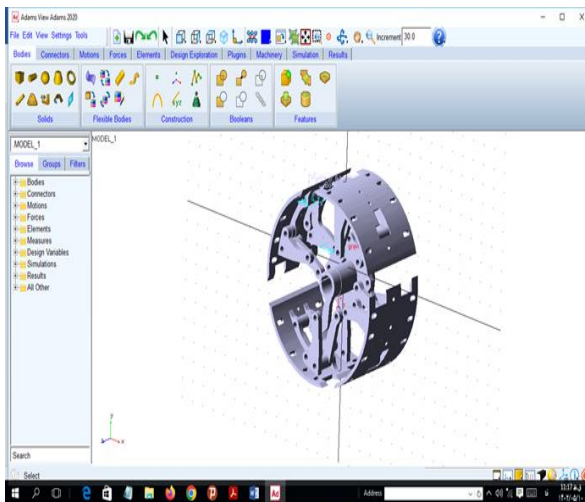 Adams View Adams 2020
File Edit View Settings Tools
Increment 30.0
Bodies Connectors Motions Forces Elements Design Exploration Plugins Machinery Simulation Results
Solids Flexible Bodies Construction Booleans Features
MODEL_1
MODEL_1
Browse Groups Filters
Bodies
Connectors
Motions
Forces
Elements
Measures
Design Variables
Simulations
Results
All Other
Search
Select
Address